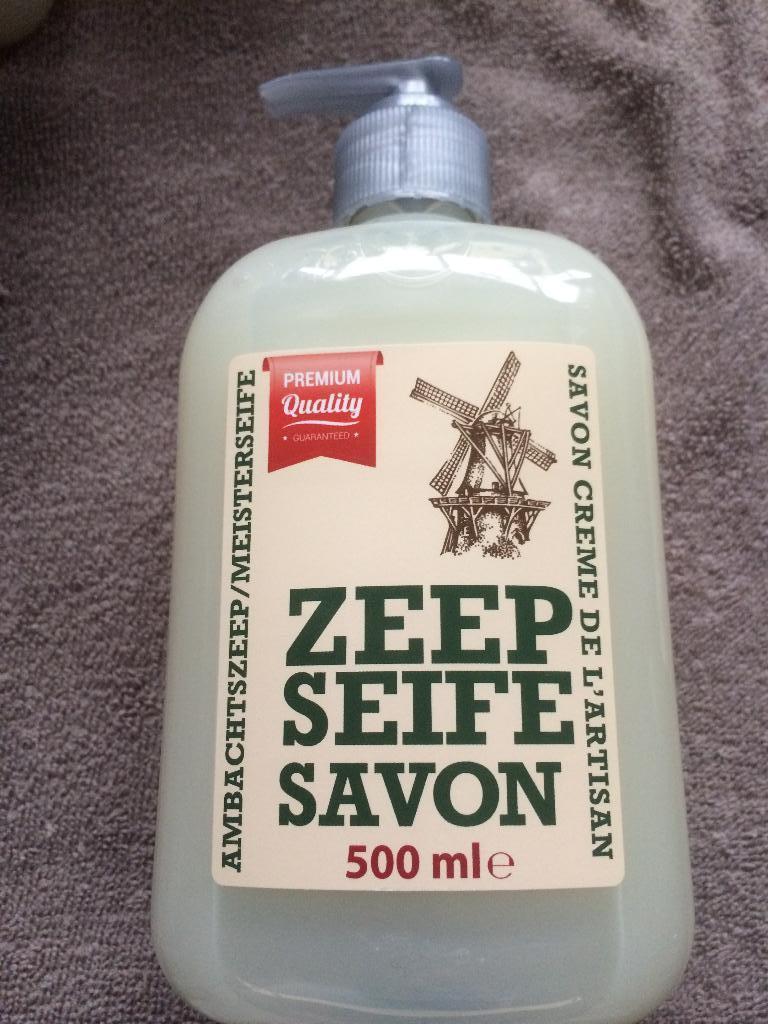 PREMIUM
Quality
★ GUARANTEED ★
AMBACHTSZEEP/MEISTERSEIFE
SAVON CREME DE L'ARTISAN
ZEEP
SEIFE
SAVON
500 ml e